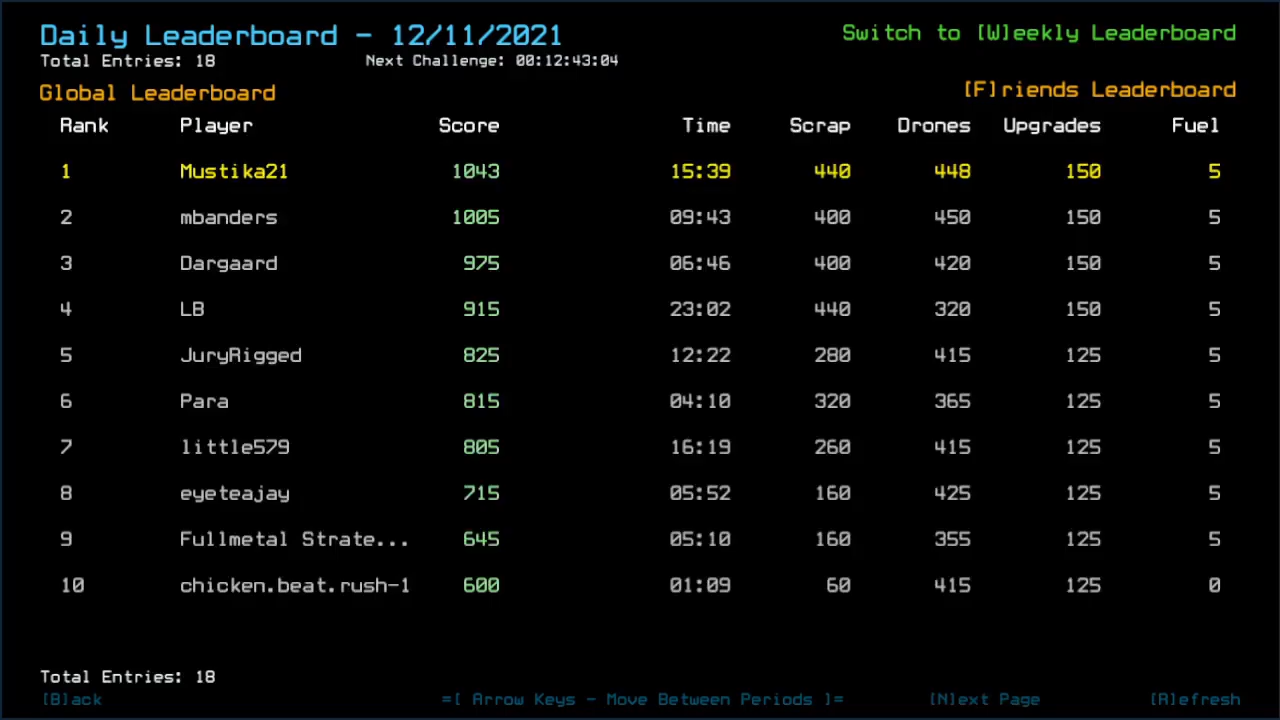 Daily Leaderboard - 12/11/2021 Switch to [W]eekly Leaderboard
Total Entries: 18 Next Challenge: 00:12:43:04
Global Leaderboard [F]riends Leaderboard
Rank Player Score Time Scrap Drones Upgrades Fuel
1 Mustika21 1043 15:39 440 448 150 5
2 mbanders 1005 09:43 400 450 150 5
3 Dargaard 975 06:46 400 420 150 5
4 LB 915 23:02 440 320 150 5
5 JuryRigged 825 12:22 280 415 125 5
6 Para 815 04:10 320 365 125 5
7 little579 805 16:19 260 415 125 5
8 eyeteajay 715 05:52 160 425 125 5
9 Fullmetal Strate... 645 05:10 160 355 125 5
10 chicken.beat.rush-1 600 01:09 60 415 125 0
Total Entries: 18
[B]ack =[ Arrow Keys - Move Between Periods ]= [N]ext Page [R]efresh